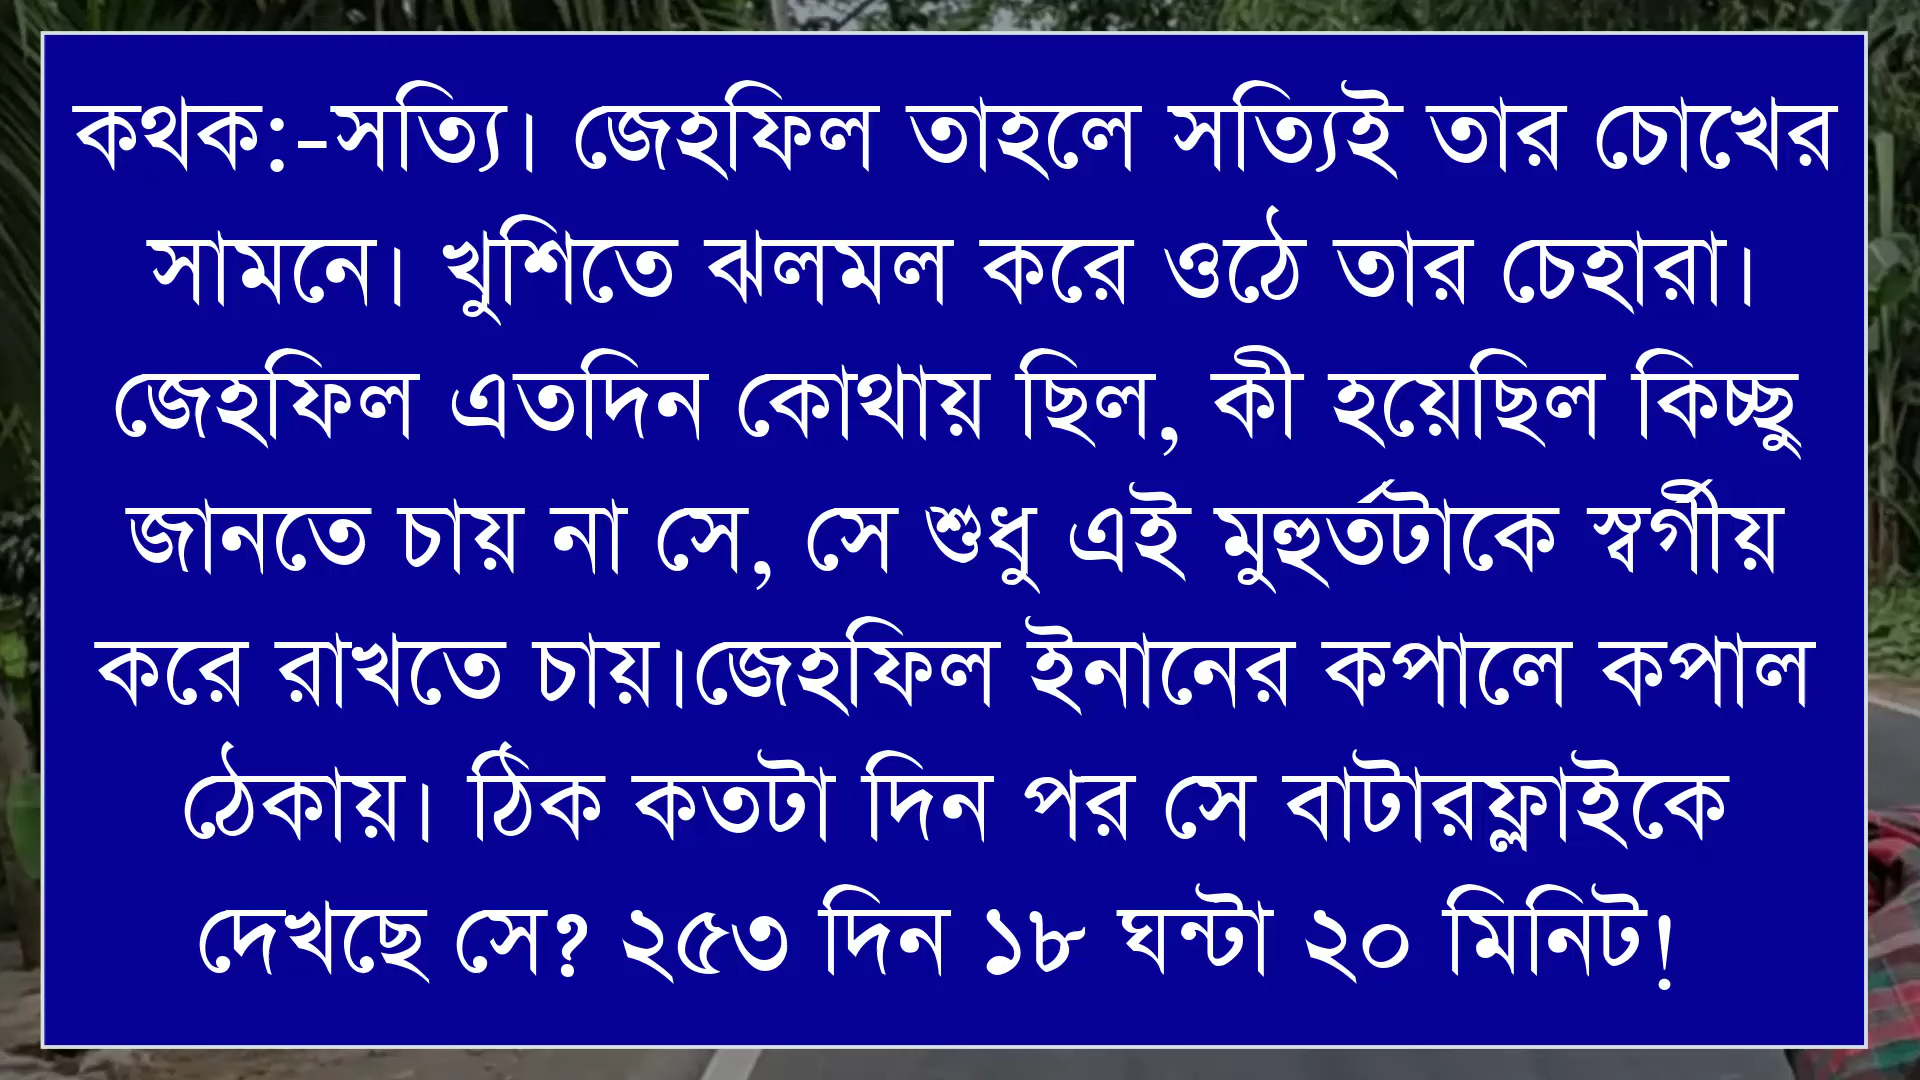 কথক:-সত্যি। জেহফিল তাহলে সত্যিই তার চোখের
সামনে। খুশিতে ঝলমল করে ওঠে তার চেহারা।
জেহফিল এতদিন কোথায় ছিল, কী হয়েছিল কিচ্ছু
জানতে চায় না সে, সে শুধু এই মুহুর্তটাকে স্বর্গীয়
করে রাখতে চায়।জেহফিল ইনানের কপালে কপাল
ঠেকায়। ঠিক কতটা দিন পর সে বাটারফ্লাইকে
দেখছে সে? ২৫৩ দিন ১৮ ঘন্টা ২০ মিনিট!